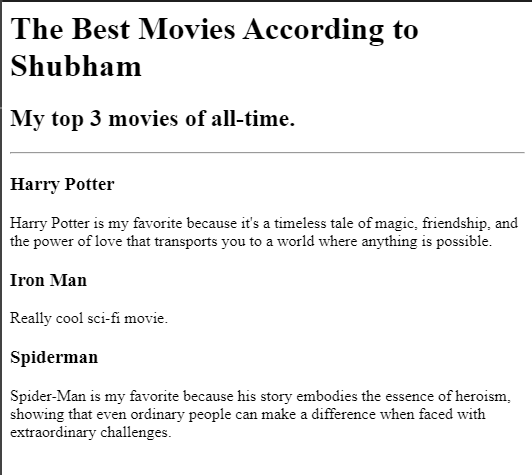 The Best Movies According to
Shubham
My top 3 movies of all-time.
Harry Potter
Harry Potter is my favorite because it's a timeless tale of magic, friendship, and
the power of love that transports you to a world where anything is possible.
Iron Man
Really cool sci-fi movie.
Spiderman
Spider-Man is my favorite because his story embodies the essence of heroism,
showing that even ordinary people can make a difference when faced with
extraordinary challenges.